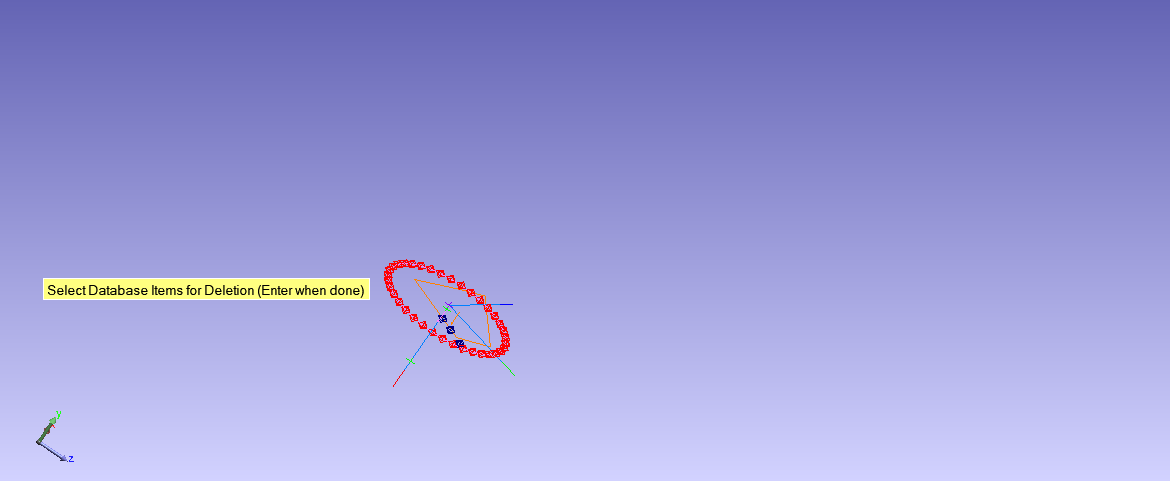 Select Database Items for Deletion (Enter when done)
y
z